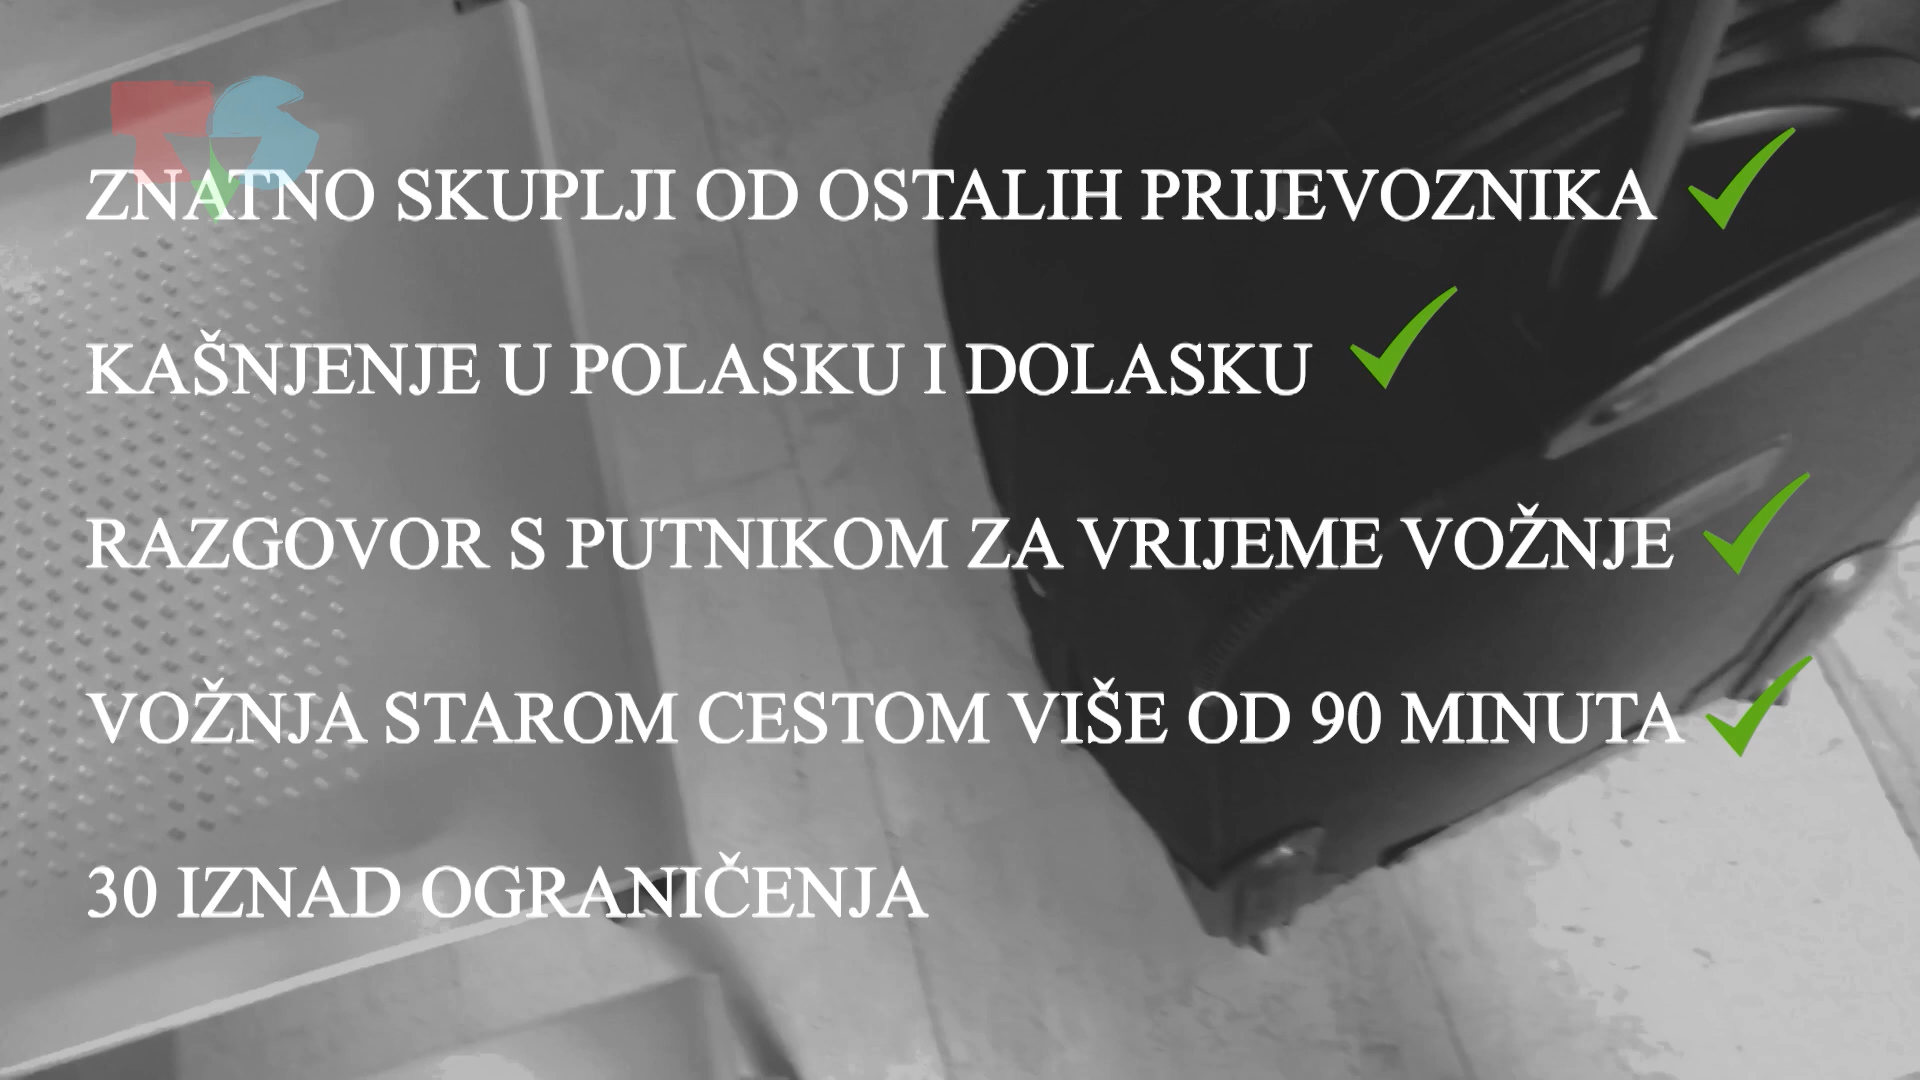 TS
ZNATNO SKUPLJI OD OSTALIH PRIJEVOZNIKA
KAŠNJENJE U POLASKU I DOLASKU
RAZGOVOR S PUTNIKOM ZA VRIJEME VOŽNJE
VOŽNJA STAROM CESTOM VIŠE OD 90 MINUTA
30 IZNAD OGRANIČENJA